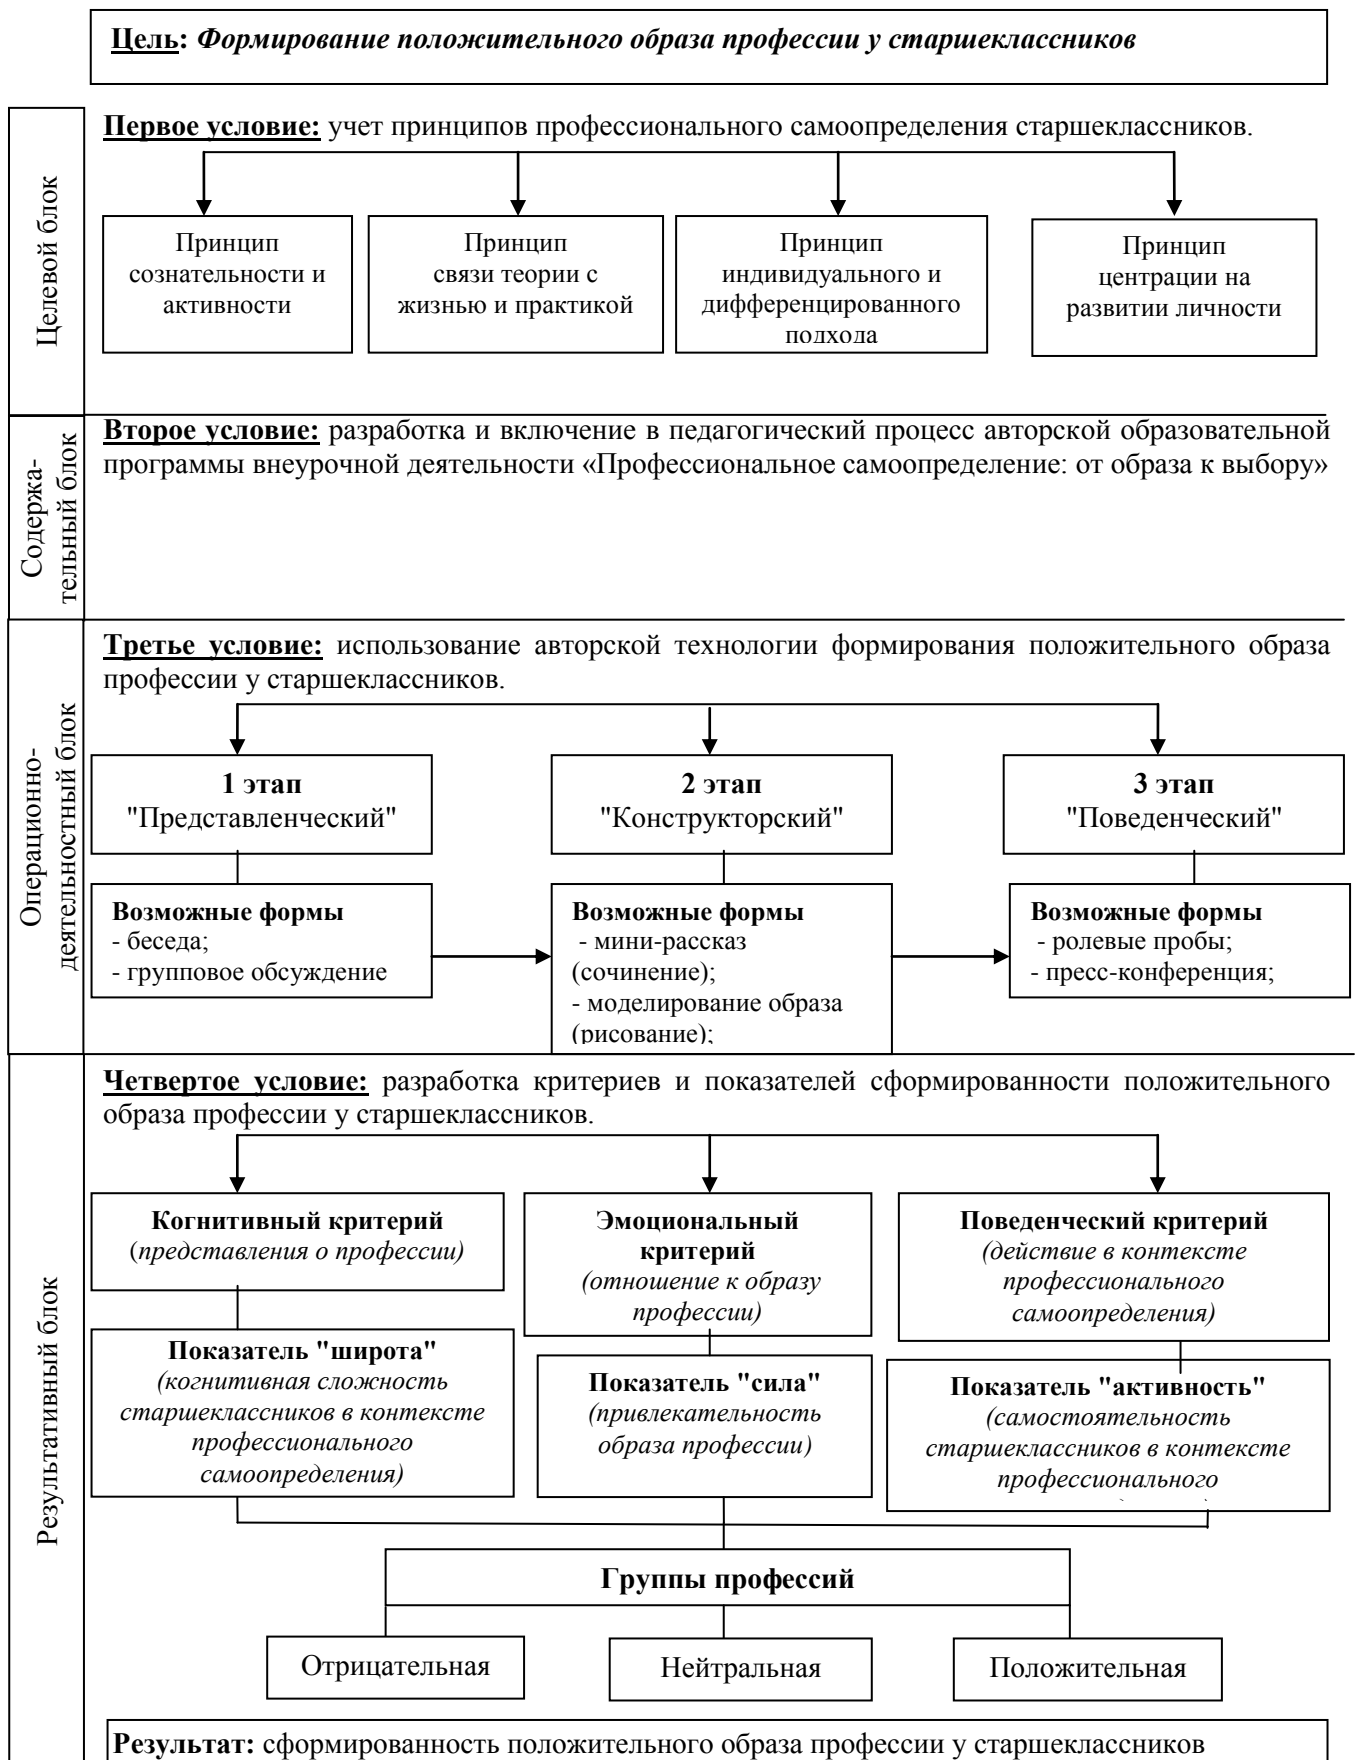 Цель: Формирование положительного образа профессии у старшеклассников
Целевой блок
Первое условие: учет принципов профессионального самоопределения старшеклассников.
Принцип
сознательности и
активности
Принцип
связи теории с
жизнью и практикой
Принцип
индивидуального и
дифференцированного
подхода
Принцип
центрации на
развитии личности
Содержа-
тельный блок
Второе условие: разработка и включение в педагогический процесс авторской образовательной
программы внеурочной деятельности «Профессиональное самоопределение: от образа к выбору»
Операционно-
деятельностный блок
Третье условие: использование авторской технологии формирования положительного образа
профессии у старшеклассников.
1 этап
"Представленческий"
2 этап
"Конструкторский"
3 этап
"Поведенческий"
Возможные формы
- беседа;
- групповое обсуждение
Возможные формы
- мини-рассказ
(сочинение);
- моделирование образа
(рисование);
Возможные формы
- ролевые пробы;
- пресс-конференция;
Результативный блок
Четвертое условие: разработка критериев и показателей сформированности положительного
образа профессии у старшеклассников.
Когнитивный критерий
(представления о профессии)
Эмоциональный
критерий
(отношение к образу
профессии)
Поведенческий критерий
(действие в контексте
профессионального
самоопределения)
Показатель "широта"
(когнитивная сложность
старшеклассников в контексте
профессионального
самоопределения)
Показатель "сила"
(привлекательность
образа профессии)
Показатель "активность"
(самостоятельность
старшеклассников в контексте
профессионального
Группы профессий
Отрицательная
Нейтральная
Положительная
Результат: сформированность положительного образа профессии у старшеклассников